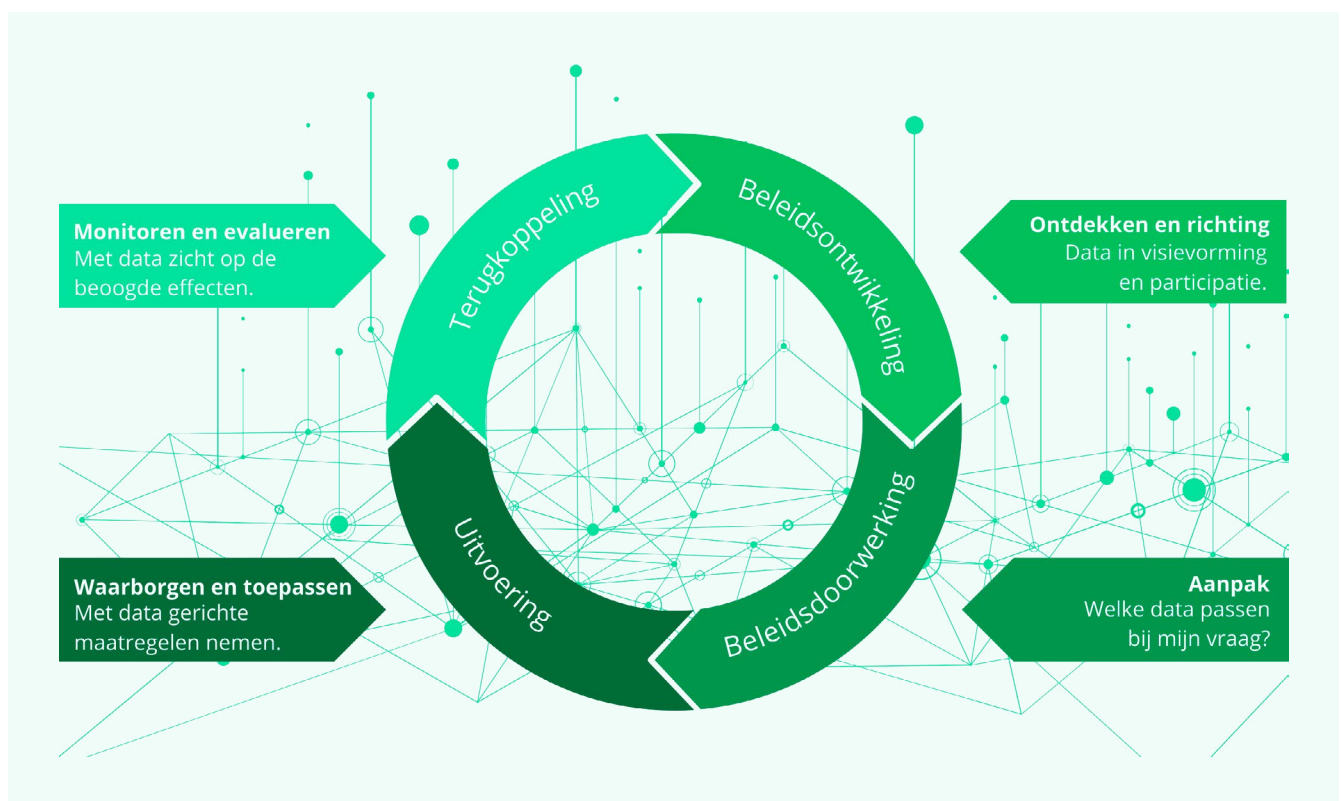 Terugkoppeling
Beleidsontwikkeling
Monitoren en evalueren
Met data zicht op de
beoogde effecten.
Ontdekken en richting
Data in visievorming
en participatie.
Uitvoering
Beleidsdoorwerking
Waarborgen en toepassen
Met data gerichte
maatregelen nemen.
Aanpak
Welke data passen
bij mijn vraag?